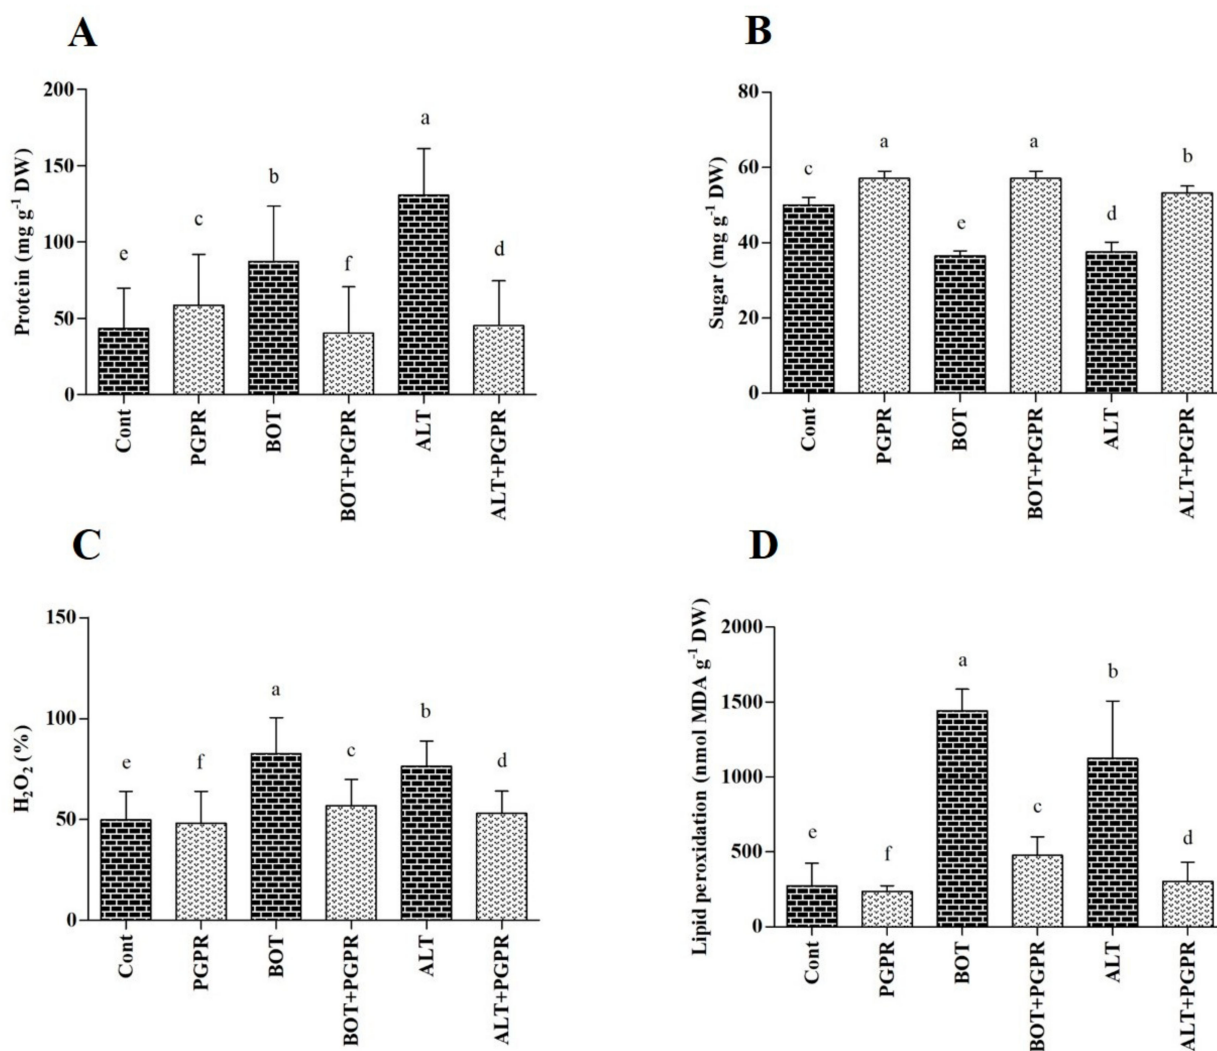 A
Protein (mg g-1 DW)
200
150
100
50
0
e
c
b
f
a
d
Cont
PGPR
BOT
BOT+PGPR
ALT
ALT+PGPR
B
Sugar (mg g-1 DW)
80
60
40
20
0
c
a
e
a
d
b
Cont
PGPR
BOT
BOT+PGPR
ALT
ALT+PGPR
C
H2O2 (%)
150
100
50
0
e
f
a
c
b
d
Cont
PGPR
BOT
BOT+PGPR
ALT
ALT+PGPR
D
Lipid peroxidation (nmol MDA g-1 DW)
2000
1500
1000
500
0
e
f
a
c
b
d
Cont
PGPR
BOT
BOT+PGPR
ALT
ALT+PGPR